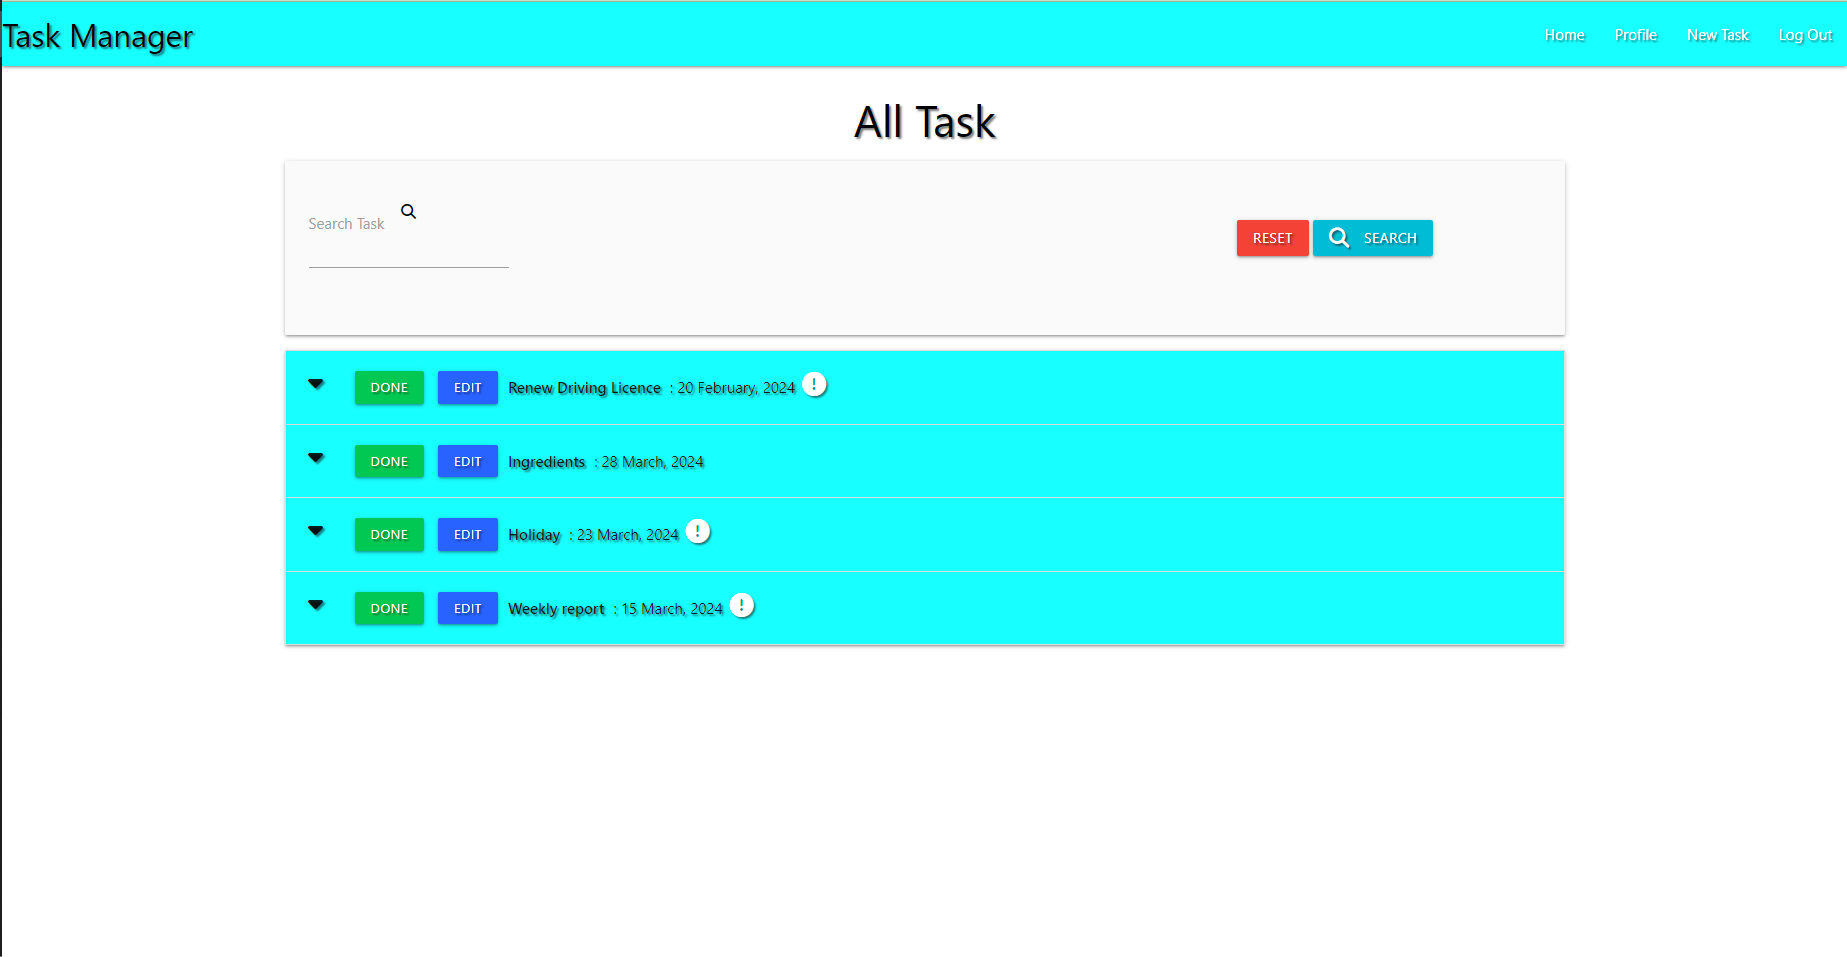 Task Manager
Home Profile New Task Log Out
All Task
Search Task
RESET SEARCH
DONE EDIT Renew Driving Licence : 20 February, 2024 !
DONE EDIT Ingredients : 28 March, 2024
DONE EDIT Holiday : 23 March, 2024 !
DONE EDIT Weekly report : 15 March, 2024 !